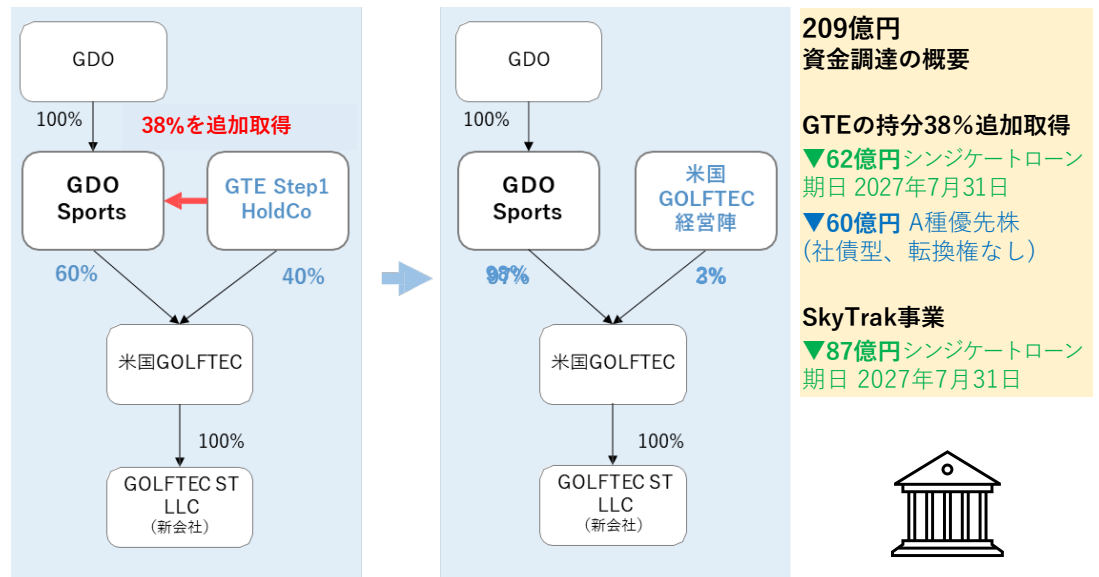 GDO
100%
38%を追加取得
GDO
Sports
GTE Step1
HoldCo
60%
40%
米国GOLFTEC
100%
GOLFTEC ST
LLC
(新会社)
GDO
100%
GDO
Sports
米国
GOLFTEC
経営陣
米国GOLFTEC
100%
GOLFTEC ST
LLC
(新会社)
209億円
資金調達の概要
GTEの持分38%追加取得
▼62億円シンジケートローン
期日 2027年7月31日
▼60億円 A種優先株
(社債型、転換権なし)
SkyTrak事業
▼87億円シンジケートローン
期日 2027年7月31日